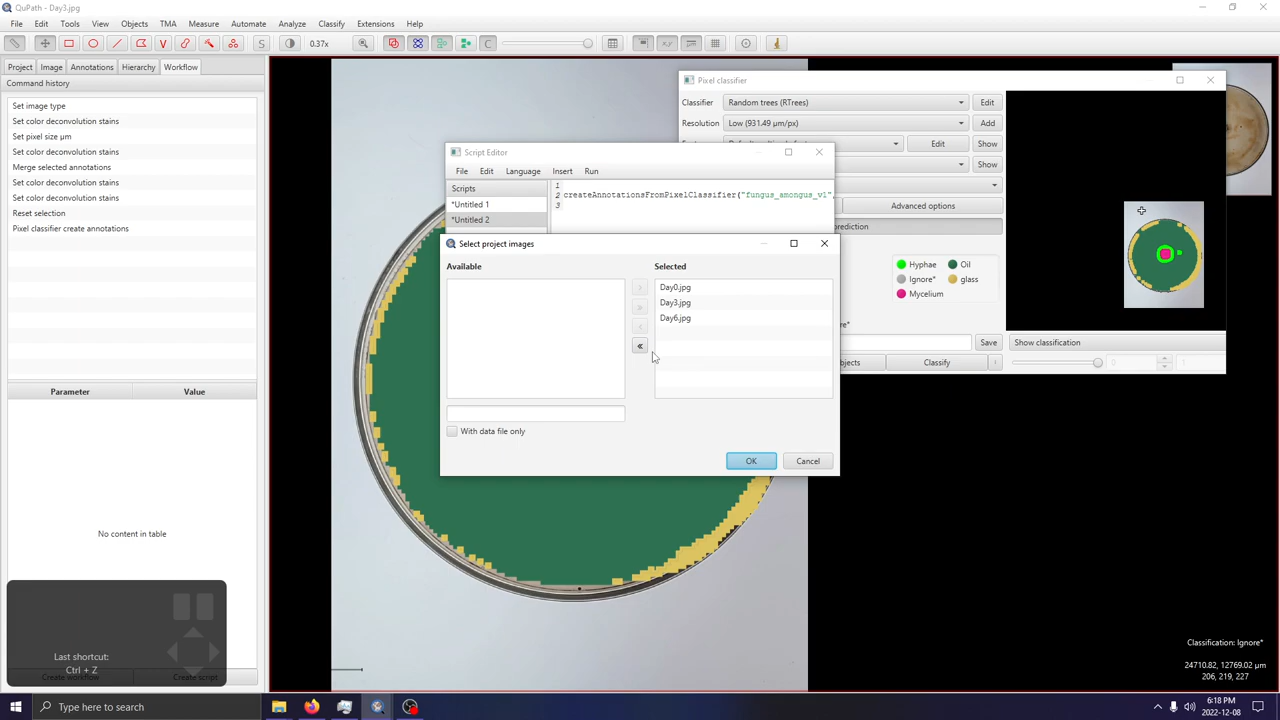 QuPath - Day3.jpg
File Edit Tools View Objects TMA Measure Automate Analyze Classify Extensions Help
0.37x
Project Image Annotations Hierarchy Workflow
Command history
Set image type
Set color deconvolution stains
Set pixel size µm
Set color deconvolution stains
Merge selected annotations
Set color deconvolution stains
Set color deconvolution stains
Reset selection
Pixel classifier create annotations
Parameter Value
No content in table
Create workflow Create script
Last shortcut:
Ctrl + Z
Pixel classifier
Classifier Random trees (RTrees) Edit
Resolution Low (931.49 µm/px) Add
Edit Show
Show
Advanced options
Hyphae Oil
Ignore* glass
Mycelium
Save
Show classification
Classify
0 1
Script Editor
File Edit Language Insert Run
Scripts
*Untitled 1
*Untitled 2
1
2 createAnnotationsFromPixelClassifier("fungus_amongus_v1",
3
Select project images
Available Selected
Day0.jpg
Day3.jpg
Day6.jpg
With data file only
OK Cancel
Classification: Ignore*
24710.82, 12769.02 µm
206, 219, 227
Type here to search
6:18 PM
2022-12-08